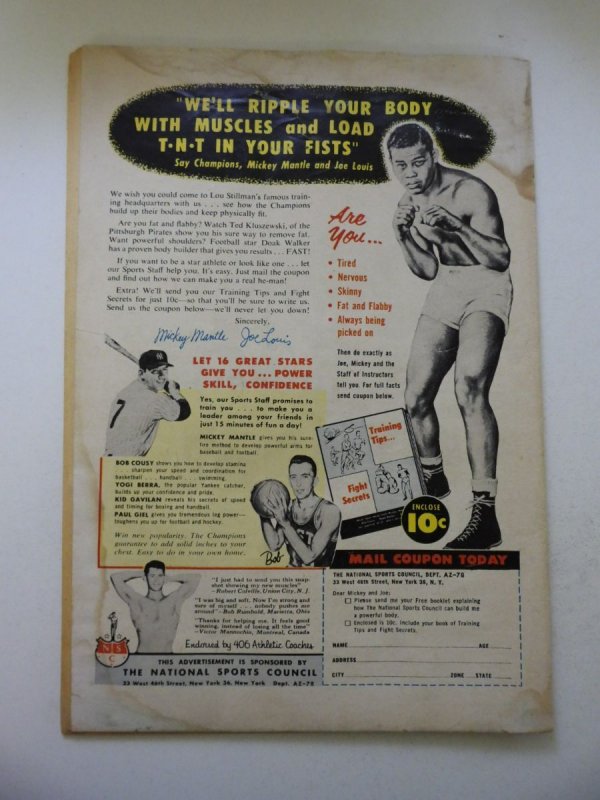 "WE'LL RIPPLE YOUR BODY
WITH MUSCLES and LOAD
T·N·T IN YOUR FISTS"
Say Champions, Mickey Mantle and Joe Louis
We wish you could come to Lou Stillman's famous train-
ing headquarters with us . . . see how the Champions
build up their bodies and keep physically fit.
Are you fat and flabby? Watch Ted Kluszewski, of the
Pittsburgh Pirates show you his sure way to remove fat.
Want powerful shoulders? Football star Doak Walker
has a proven body builder that gives you results . . . FAST!
If you want to be a star athlete or look like one . . . let
our Sports Staff help you. It's easy. Just mail the coupon
and find out how we can make you a real he-man!
Extra! We'll send you our Training Tips and Fight
Secrets for just 10c—so that you'll be sure to write us.
Send us the coupon below—we'll never let you down!
Sincerely,
Mickey Mantle Joe Louis
Are
You...
• Tired
• Nervous
• Skinny
• Fat and Flabby
• Always being
picked on
Then do exactly as
Joe, Mickey and the
Staff of Instructors
tell you. For full facts
send coupon below.
LET 16 GREAT STARS
GIVE YOU ... POWER
SKILL, CONFIDENCE
7
Yes, our Sports Staff promises to
train you . . . . to make you a
leader among your friends in
just 15 minutes of fun a day!
MICKEY MANTLE gives you his sure-
fire method to develop powerful arms for
baseball and football.
BOB COUSY shows you how to develop stamina
. . . sharpen your speed and coordination for
basketball . . . handball . . . swimming.
YOGI BERRA, the popular Yankee catcher,
builds up your confidence and pride.
KID GAVILAN reveals his secrets of speed
and timing for boxing and handball.
PAUL GIEL gives you tremendous leg power—
toughens you up for football and hockey.
Win new popularity. The Champions
guarantee to add solid inches to your
chest. Easy to do in your own home.
Bob
Training
Tips...
Fight
Secrets
ENCLOSE
10c
"I just had to send you this snap-
shot showing my new muscles"
—Robert Colville, Union City, N.J.
"I was big and soft. Now I'm strong and
sure of myself . . . nobody pushes me
around"—Bob Rumbold, Marietta, Ohio
"Thanks for helping me. It feels good
winning, instead of losing all the time"
—Victor Mannochio, Montreal, Canada
Endorsed by 406 Athletic Coaches
NS
C
THIS ADVERTISEMENT IS SPONSORED BY
THE NATIONAL SPORTS COUNCIL
33 West 46th Street, New York 36, New York Dept. AZ-78
MAIL COUPON TODAY
THE NATIONAL SPORTS COUNCIL, DEPT. AZ-78
33 West 46th Street, New York 36, N. Y.
Dear Mickey and Joe:
Please send me your Free booklet explaining
how The National Sports Council can build me
a powerful body.
Enclosed is 10c. Include your book of Training
Tips and Fight Secrets.
NAME AGE
ADDRESS
CITY ZONE STATE